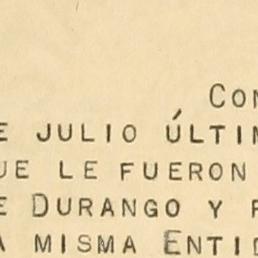 Con
E JULIO ÚLTIM
UE LE FUERON
E DURANGO Y
A MISMA ENTID